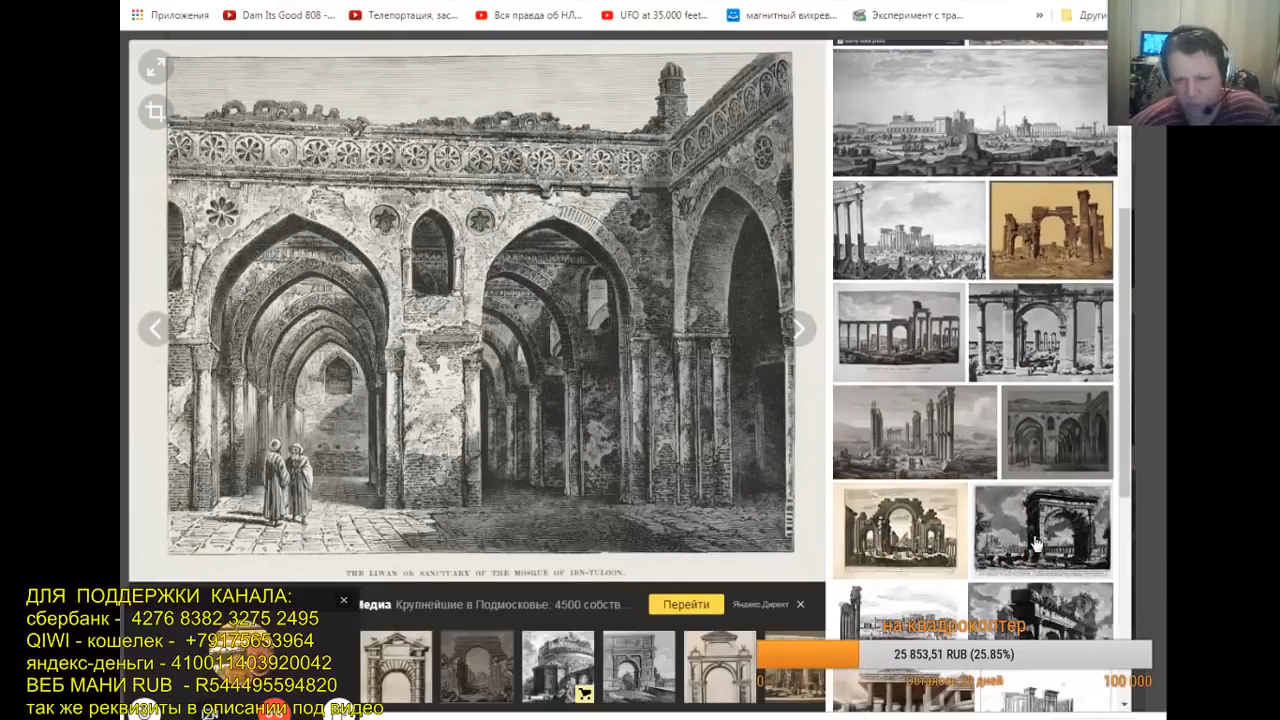 Приложения
Dam Its Good 808 -...
Телепортация, зас...
Вся правда об НЛ...
UFO at 35.000 feet,...
магнитный вихрев...
Эксперимент с тра...
»
Други
THE LIWAN OR SANCTUARY OF THE MOSQUE OF IBN-TULOON.
ДЛЯ ПОДДЕРЖКИ КАНАЛА:
сбербанк - 4276 8382 3275 2495
QIWI - кошелек - +79175653964
яндекс-деньги - 410011403920042
ВЕБ МАНИ RUB - R544495594820
так же реквизиты в описании под видео
Медиа Крупнейшие в Подмосковье: 4500 собств...
Перейти
Яндекс.Директ
на квадрокоптер
25 853,51 RUB (25.85%)
0
дней
100 000